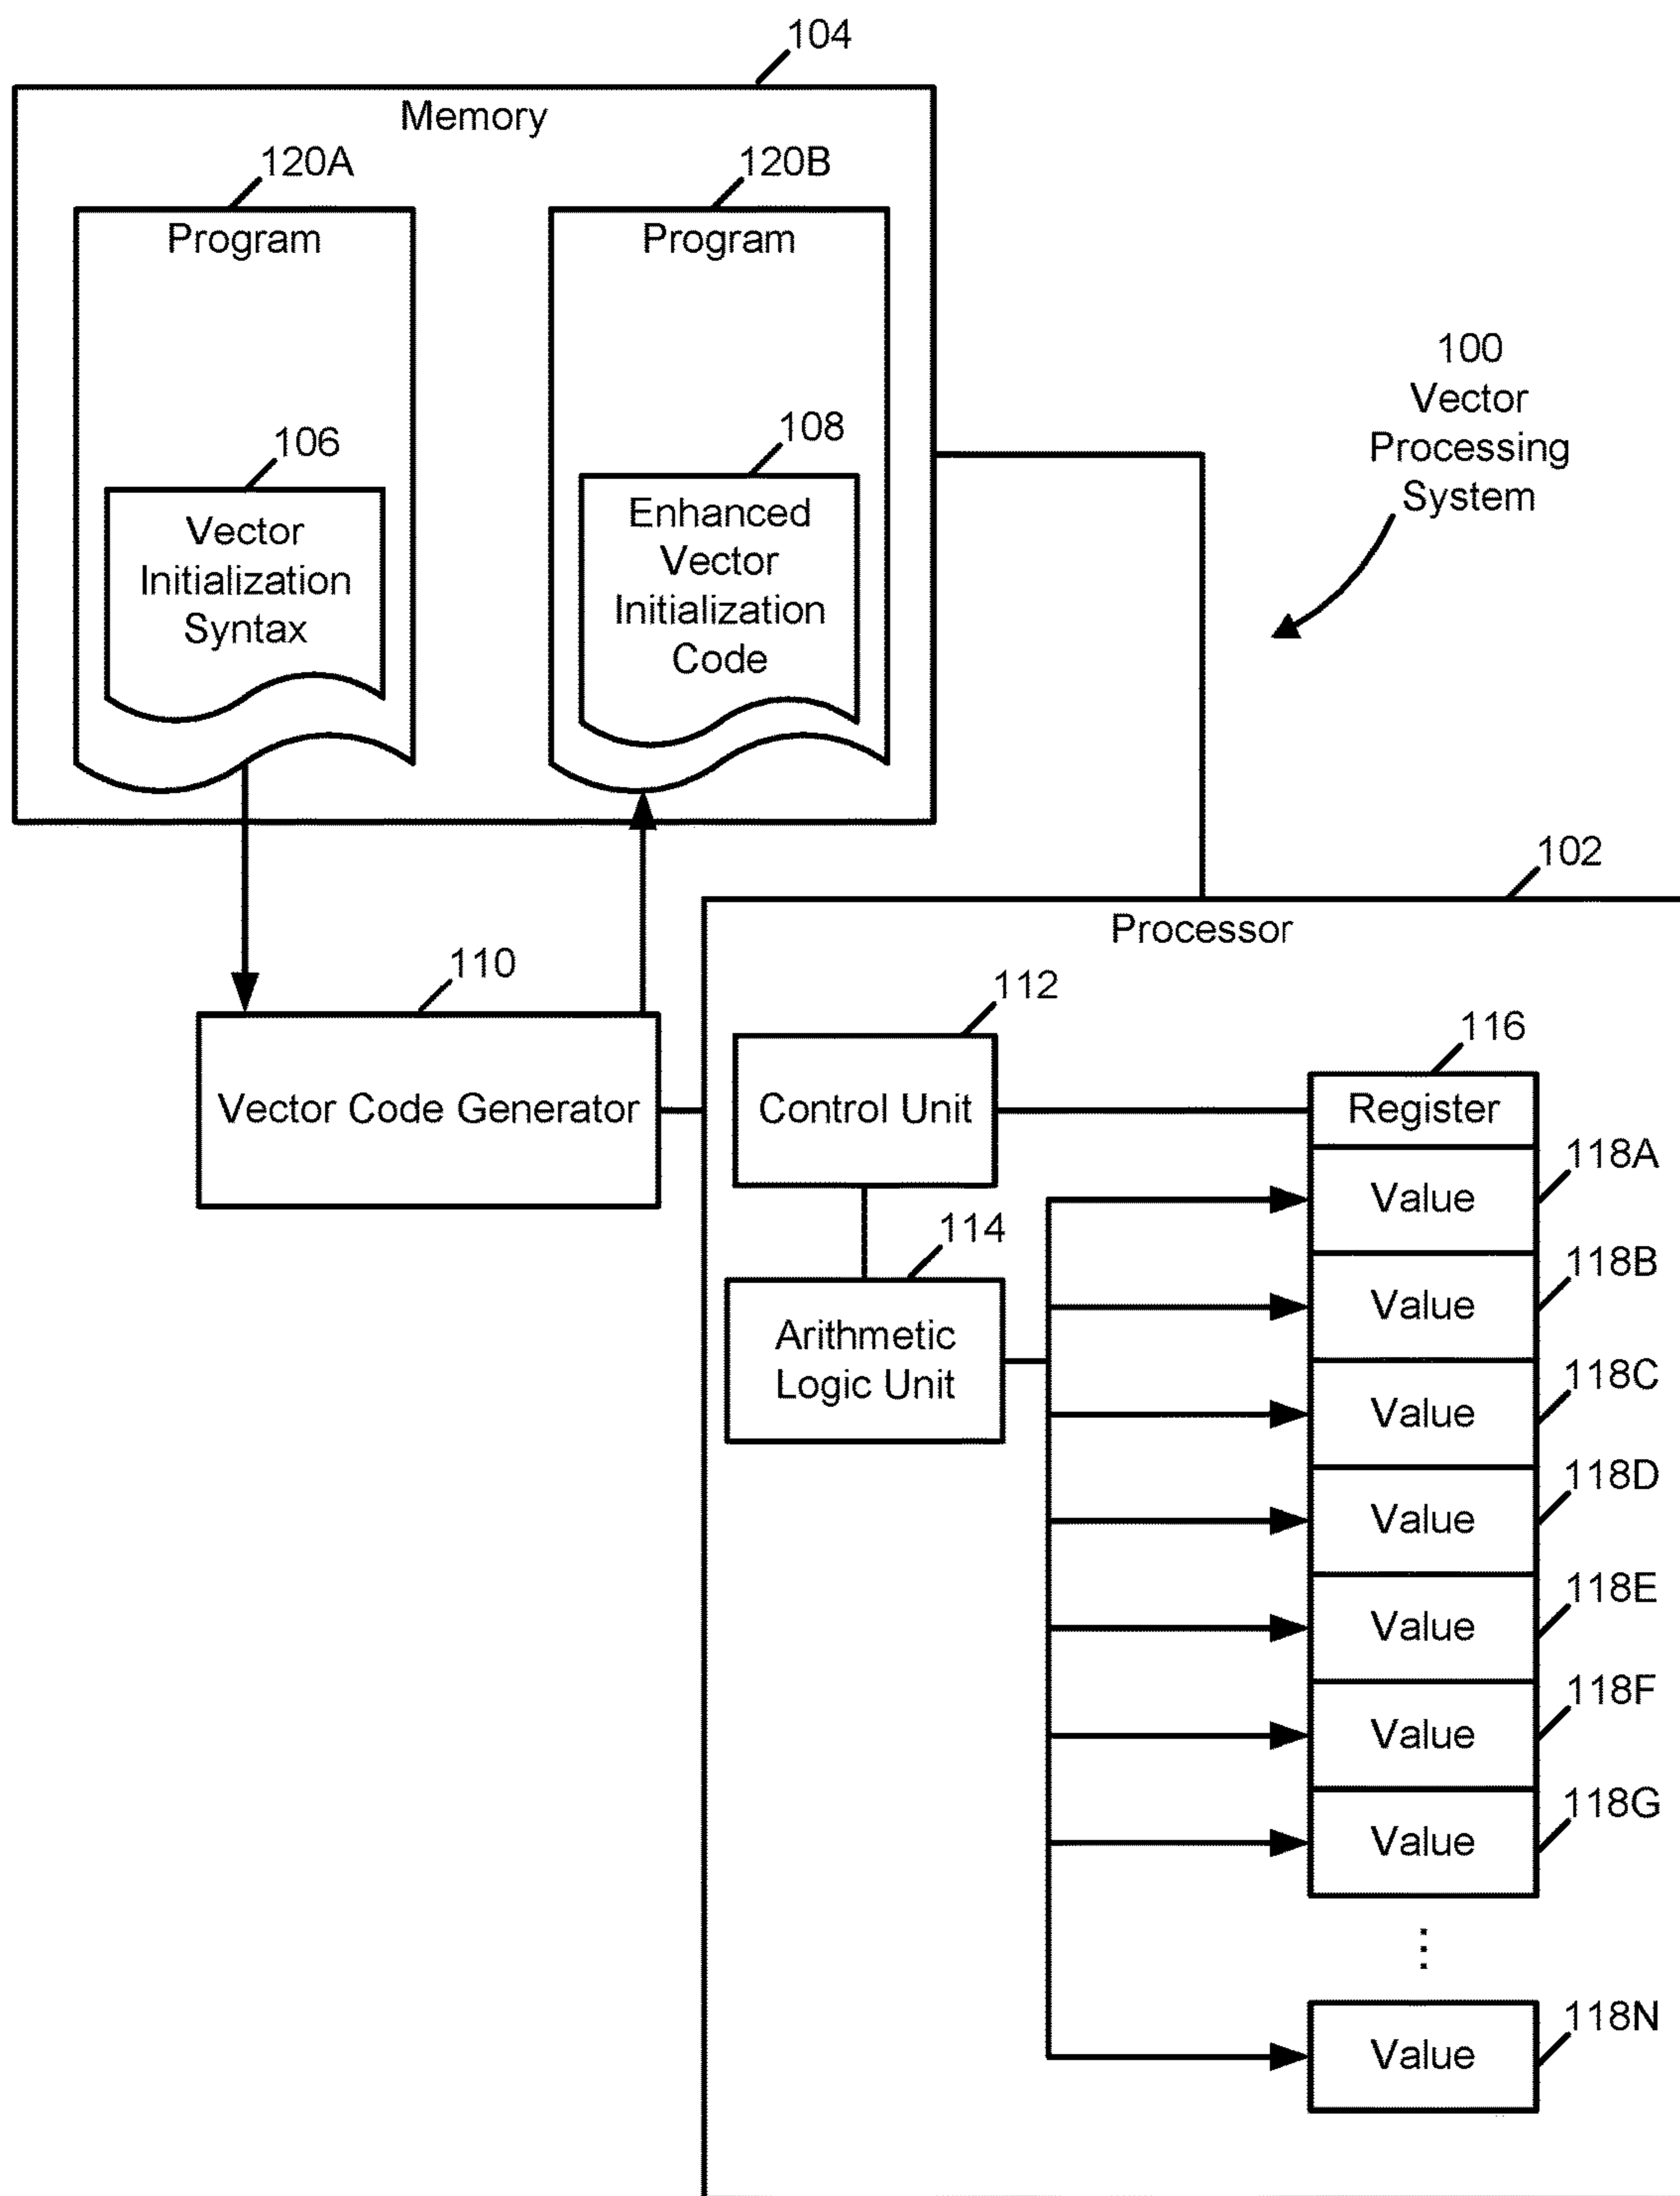 104
Memory
120A
120B
Program
Program
106
108
Vector
Initialization
Syntax
Enhanced
Vector
Initialization
Code
100
Vector
Processing
System
102
Processor
110
Vector Code Generator
112
Control Unit
114
Arithmetic
Logic Unit
116
Register
118A
Value
118B
Value
118C
Value
118D
Value
118E
Value
118F
Value
118G
Value
⋮
118N
Value